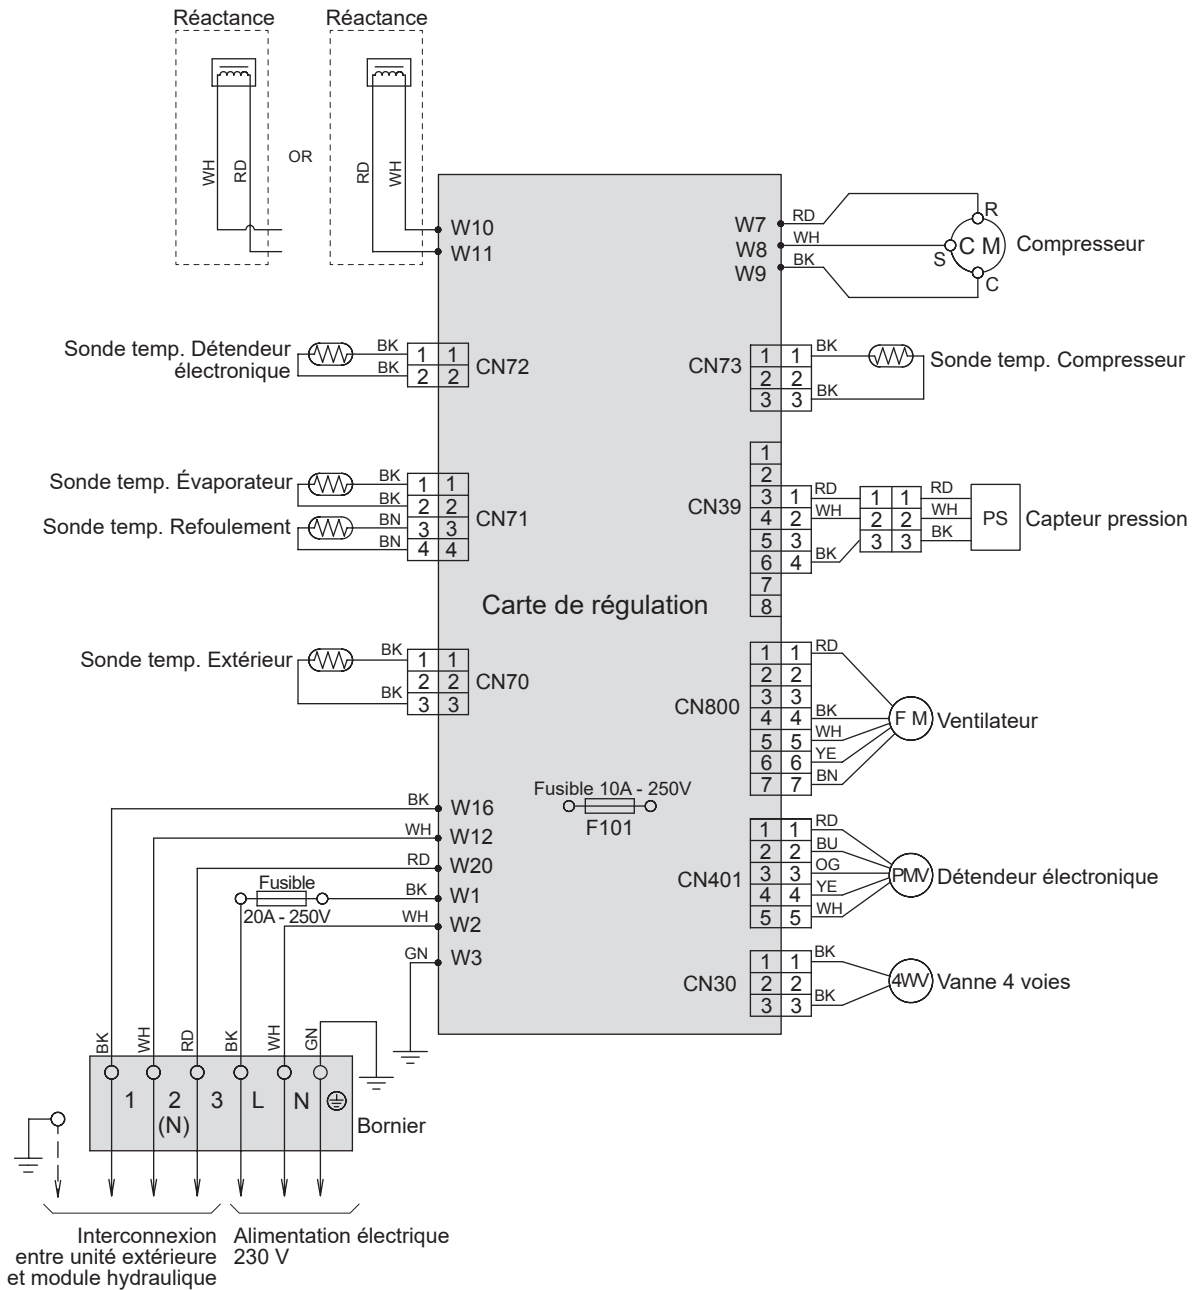 Réactance
Réactance
WH
RD
OR
RD
WH
W10
W11
W7
W8
W9
RD
WH
BK
R
S
C M
C
Compresseur
Sonde temp. Détendeur
électronique
BK
BK
1 1
2 2
CN72
CN73
1 1
2 2
3 3
BK
BK
Sonde temp. Compresseur
Sonde temp. Évaporateur
Sonde temp. Refoulement
BK
BK
BN
BN
1 1
2 2
3 3
4 4
CN71
CN39
1
2
3 1
4 2
5 3
6 4
7
8
RD
WH
BK
1 1
2 2
3 3
RD
WH
BK
PS
Capteur pression
Carte de régulation
Sonde temp. Extérieur
BK
BK
1 1
2 2
3 3
CN70
CN800
1 1
2 2
3 3
4 4
5 5
6 6
7 7
RD
BK
WH
YE
BN
F M
Ventilateur
Fusible 10A - 250V
F101
BK
WH
RD
BK
WH
GN
W16
W12
W20
W1
W2
W3
Fusible
20A - 250V
CN401
1 1
2 2
3 3
4 4
5 5
RD
BU
OG
YE
WH
PMV
Détendeur électronique
CN30
1 1
2 2
3 3
BK
BK
4WV
Vanne 4 voies
BK
WH
RD
BK
WH
GN
1
2
(N)
3
L
N
Bornier
Interconnexion
entre unité extérieure
et module hydraulique
Alimentation électrique
230 V